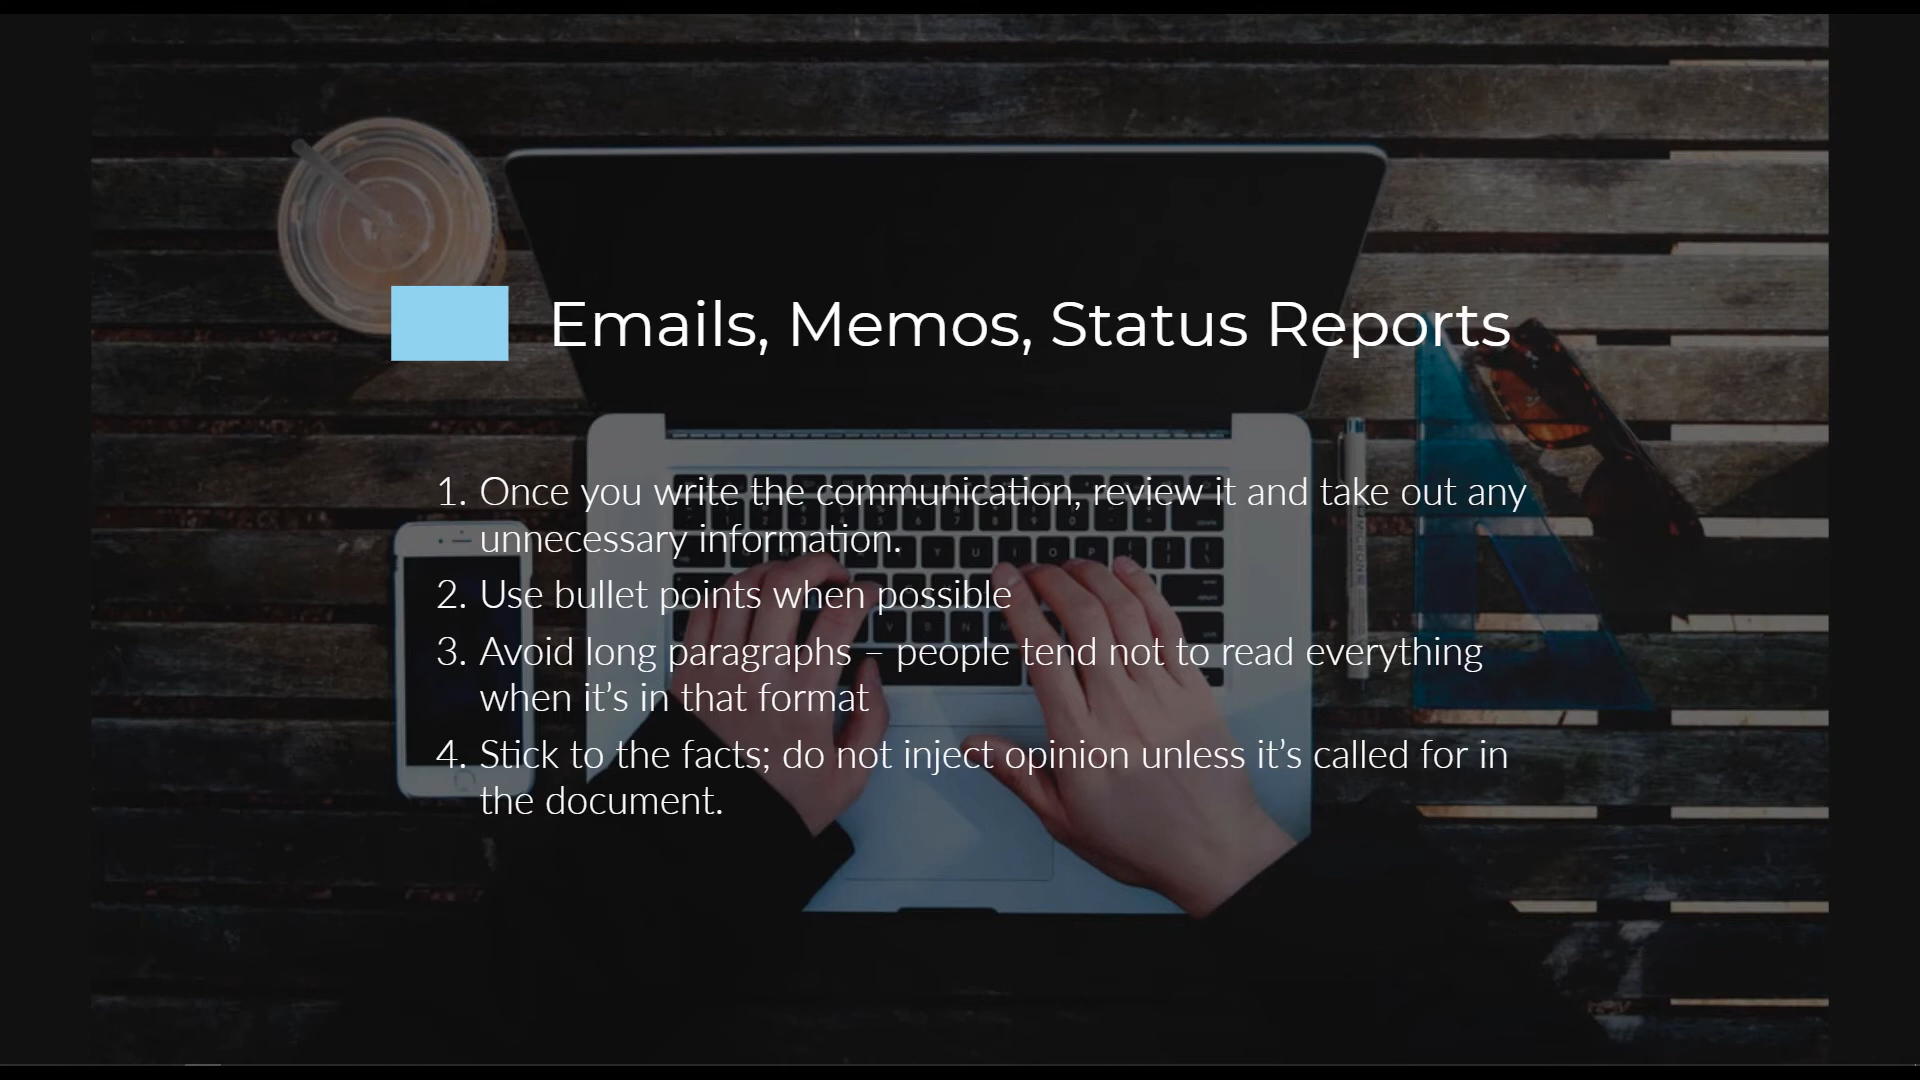 Emails, Memos, Status Reports
1. Once you write the communication, review it and take out any
unnecessary information.
2. Use bullet points when possible
3. Avoid long paragraphs – people tend not to read everything
when it’s in that format
4. Stick to the facts; do not inject opinion unless it’s called for in
the document.